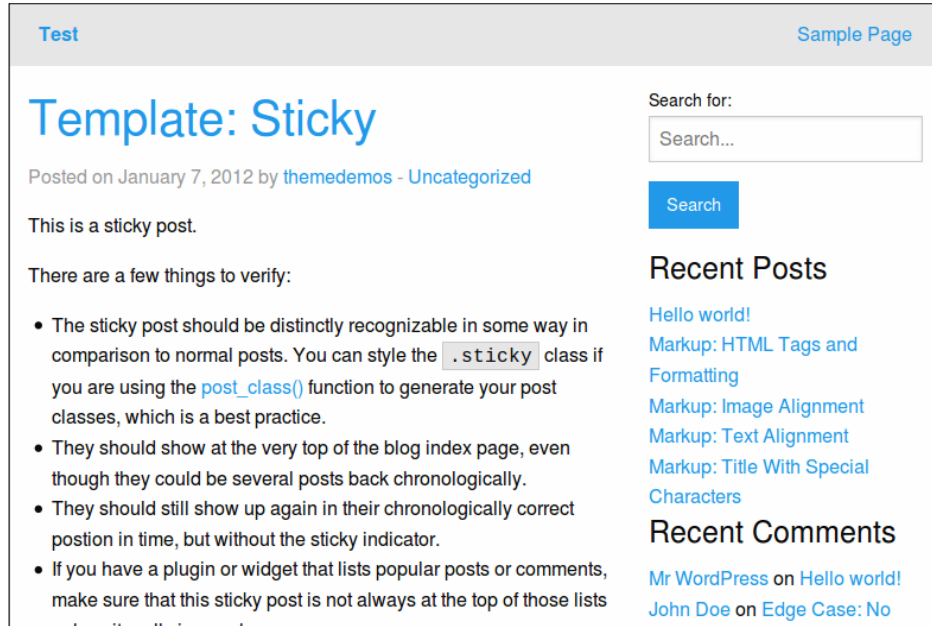 Test
Sample Page
Template: Sticky
Posted on January 7, 2012 by themedemos - Uncategorized
This is a sticky post.
There are a few things to verify:
The sticky post should be distinctly recognizable in some way in
comparison to normal posts. You can style the .sticky class if
you are using the post_class() function to generate your post
classes, which is a best practice.
They should show at the very top of the blog index page, even
though they could be several posts back chronologically.
They should still show up again in their chronologically correct
postion in time, but without the sticky indicator.
If you have a plugin or widget that lists popular posts or comments,
make sure that this sticky post is not always at the top of those lists
Search for:
Search...
Search
Recent Posts
Hello world!
Markup: HTML Tags and
Formatting
Markup: Image Alignment
Markup: Text Alignment
Markup: Title With Special
Characters
Recent Comments
Mr WordPress on Hello world!
John Doe on Edge Case: No